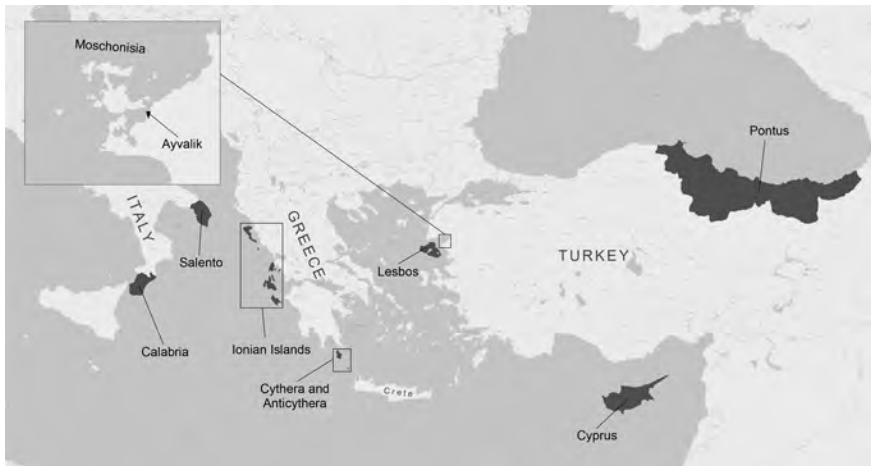 Moschonisia
Ayvalik
Pontus
ITALY
GREECE
Salento
Lesbos
TURKEY
Calabria
Ionian Islands
Cythera and
Anticythera
Crete
Cyprus